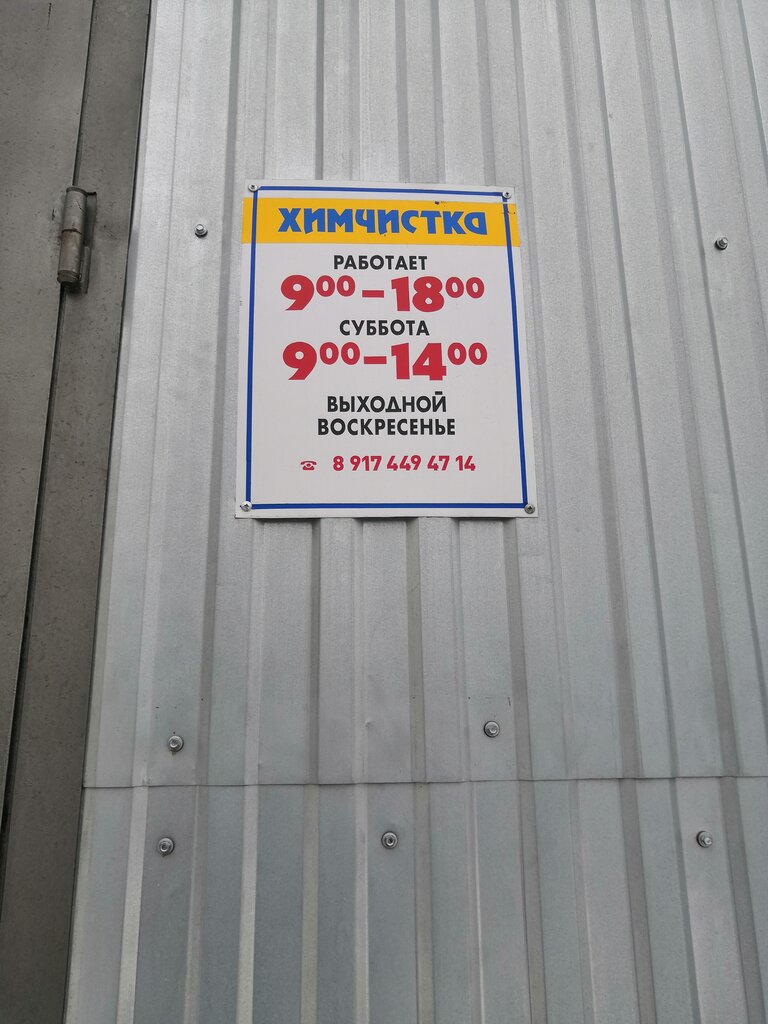 ХИМЧИСТКА
РАБОТАЕТ
9⁰⁰-18⁰⁰
СУББОТА
9⁰⁰-14⁰⁰
ВЫХОДНОЙ
ВОСКРЕСЕНЬЕ
☎ 8 917 449 47 14